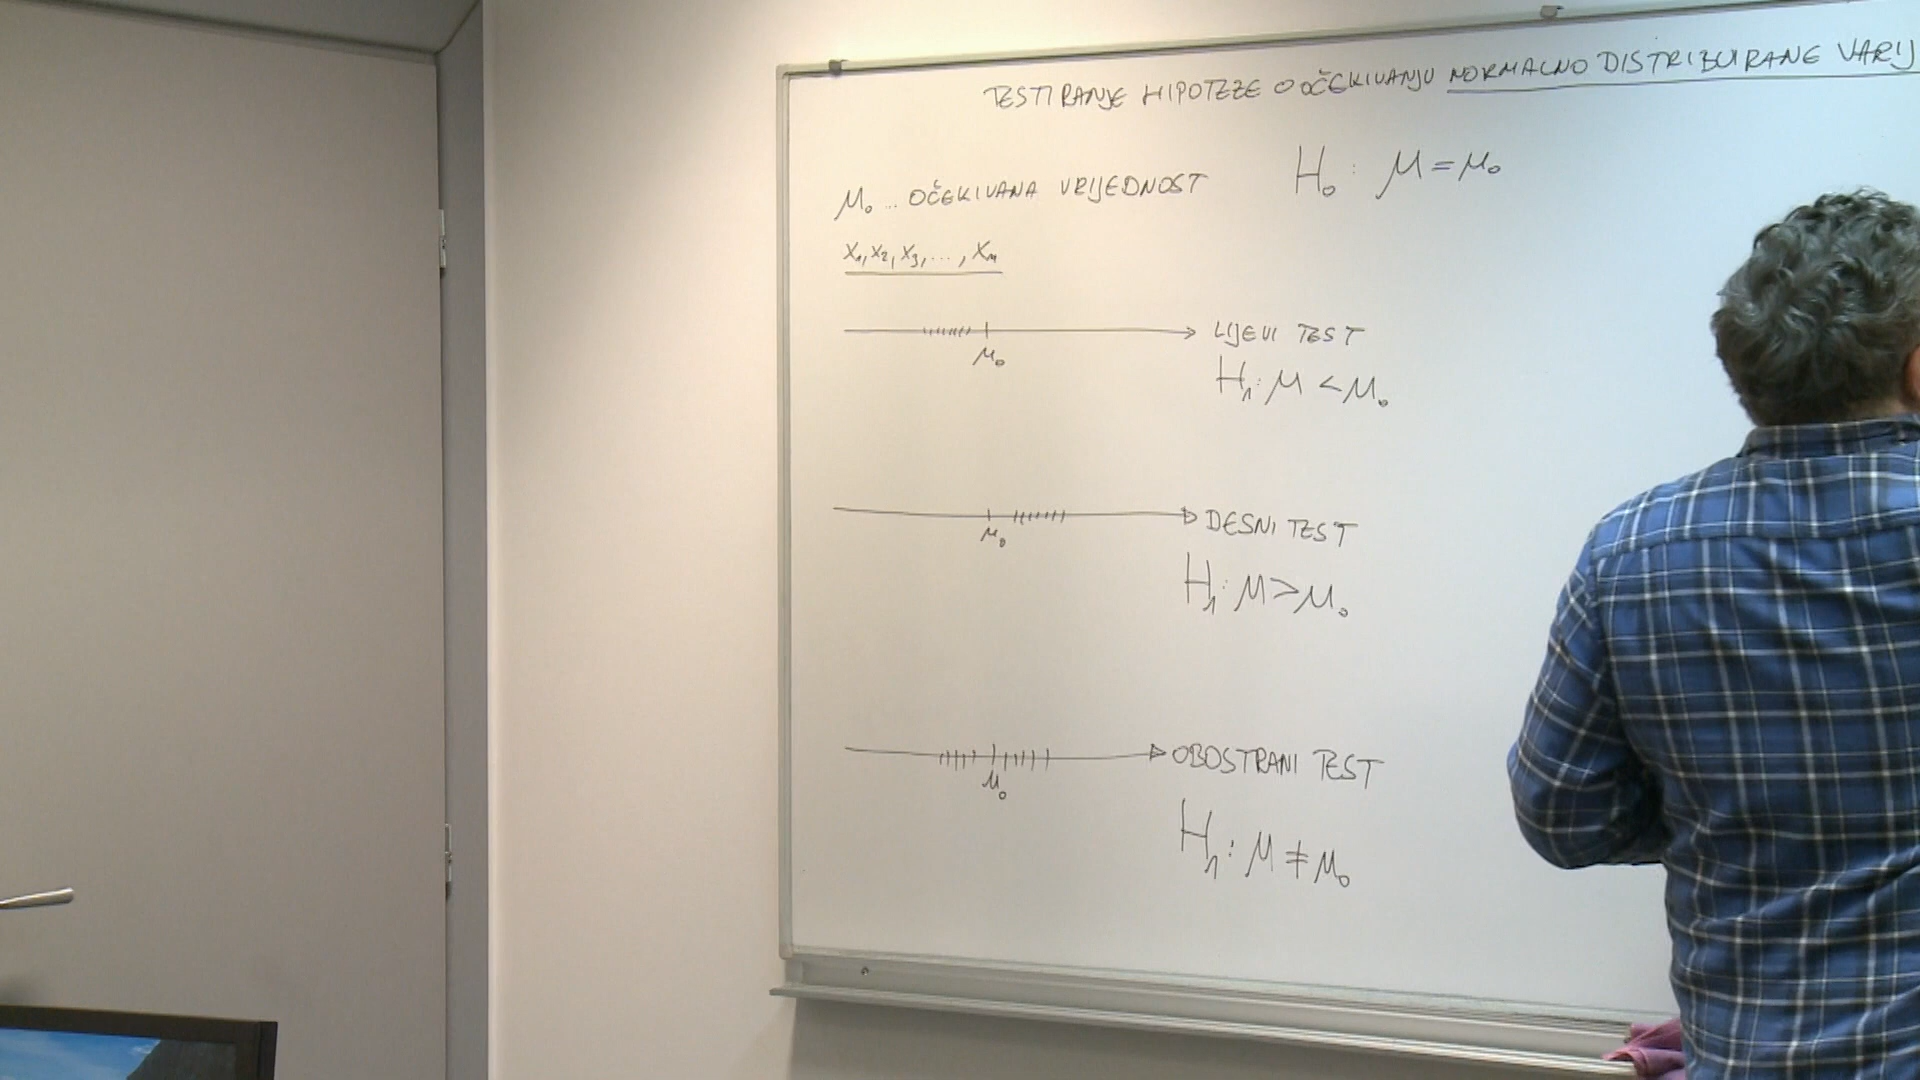 TESTIRANJE HIPOTEZE O OČEKIVANJU NORMALNO DISTRIBUIRANE VARIJ
H₀: μ = μ₀
μ₀ ... OČEKIVANA VRIJEDNOST
x₁, x₂, x₃, ..., xₙ
LIJEVI TEST
μ₀
H₁: μ < μ₀
DESNI TEST
μ₀
H₁: μ > μ₀
OBOSTRANI TEST
μ₀
H₁: μ ≠ μ₀